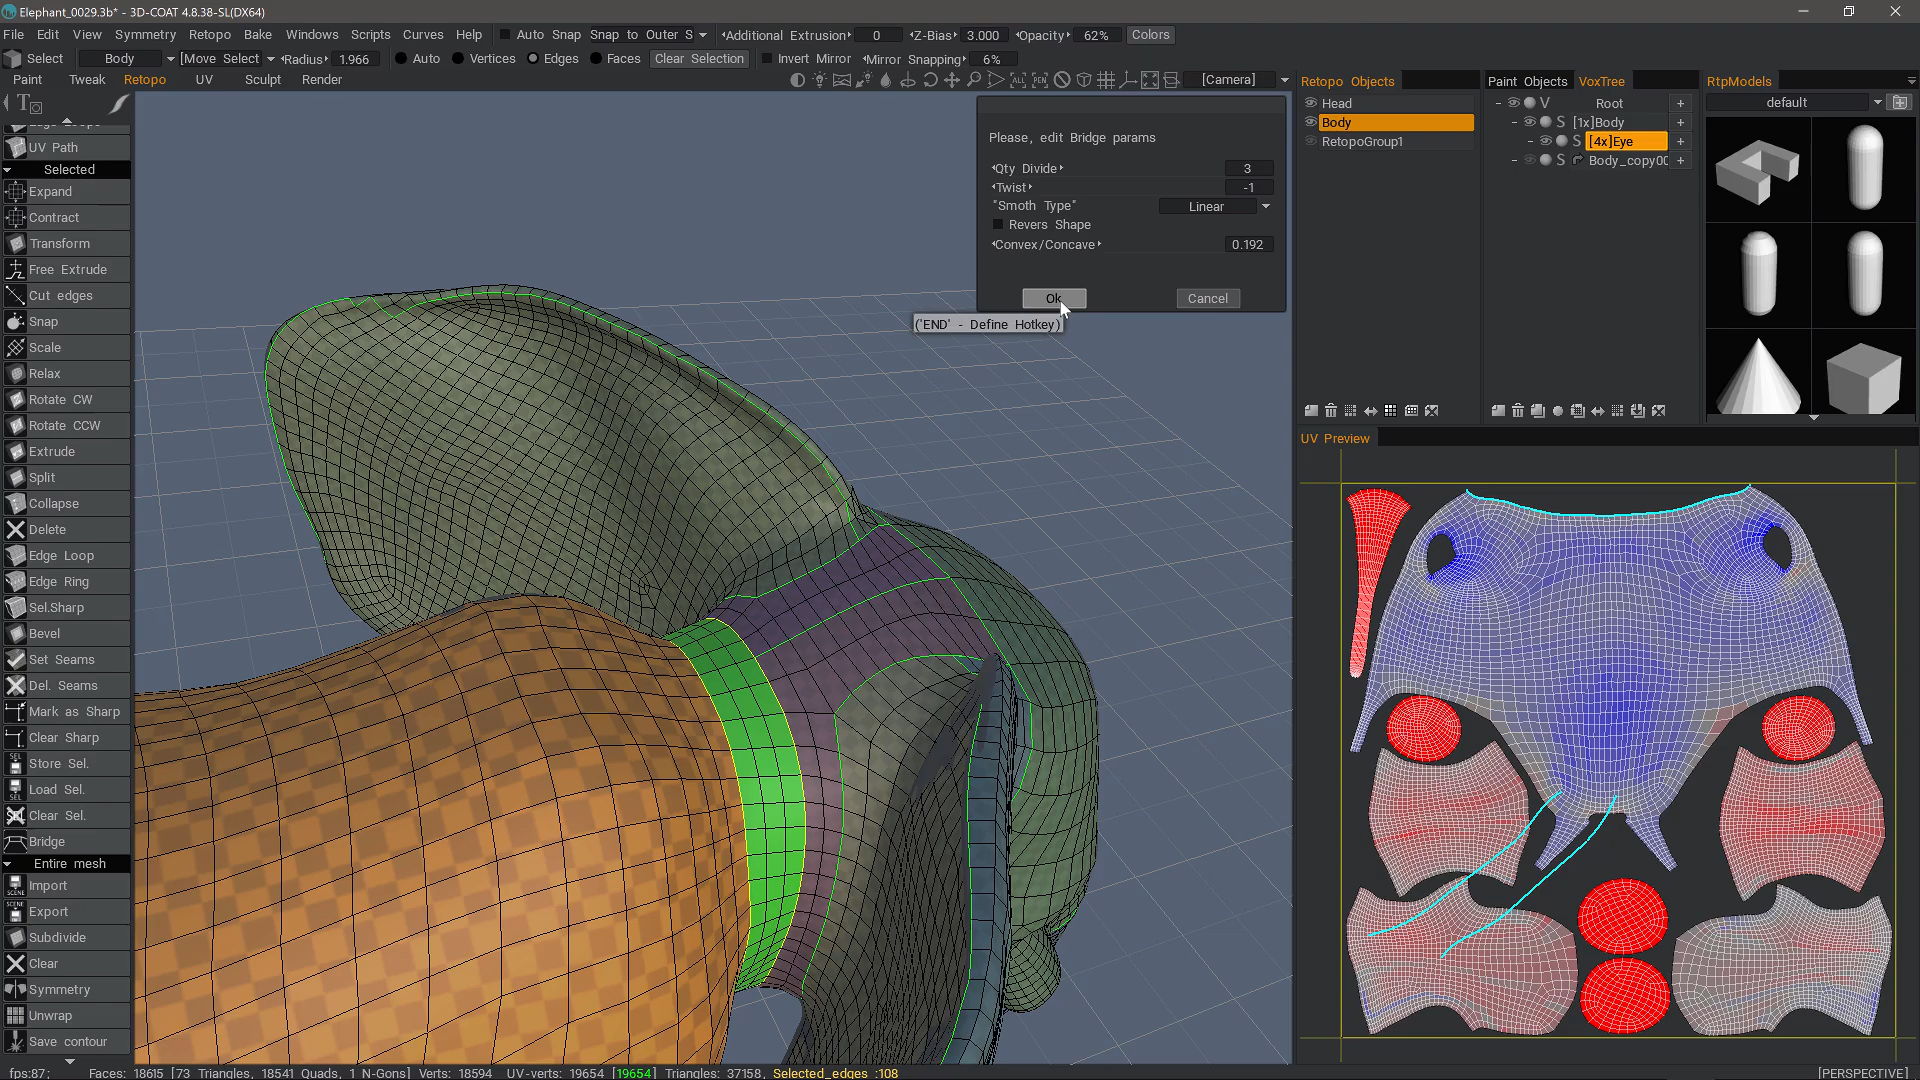 Elephant_0029.3b* - 3D-COAT 4.8.38-SL(DX64)
File Edit View Symmetry Retopo Bake Windows Scripts Curves Help Auto Snap Snap to Outer S Additional Extrusion 0 Z-Bias 3.000 Opacity 62% Colors
Select Body [Move Select Radius 1.966 Auto Vertices Edges Faces Clear Selection Invert Mirror Mirror Snapping 6%
Paint Tweak Retopo UV Sculpt Render [Camera]
UV Path
Selected
Expand
Contract
Transform
Free Extrude
Cut edges
Snap
Scale
Relax
Rotate CW
Rotate CCW
Extrude
Split
Collapse
Delete
Edge Loop
Edge Ring
Sel.Sharp
Bevel
Set Seams
Del. Seams
Mark as Sharp
Clear Sharp
Store Sel.
Load Sel.
Clear Sel.
Bridge
Entire mesh
Import
Export
Subdivide
Clear
Symmetry
Unwrap
Save contour
Please, edit Bridge params
Qty Divide 3
Twist -1
"Smoth Type" Linear
Revers Shape
Convex/Concave 0.192
Ok Cancel
('END' - Define Hotkey)
Retopo Objects
Head
Body
RetopoGroup1
Paint Objects VoxTree
V Root +
S [1x]Body +
S [4x]Eye +
S Body_copy00 +
RtpModels
default
UV Preview
fps:87; Faces: 18615 [73 Triangles, 18541 Quads, 1 N-Gons] Verts: 18594 UV-verts: 19654 [19654] Triangles: 37158, Selected_edges :108 [PERSPECTIVE]